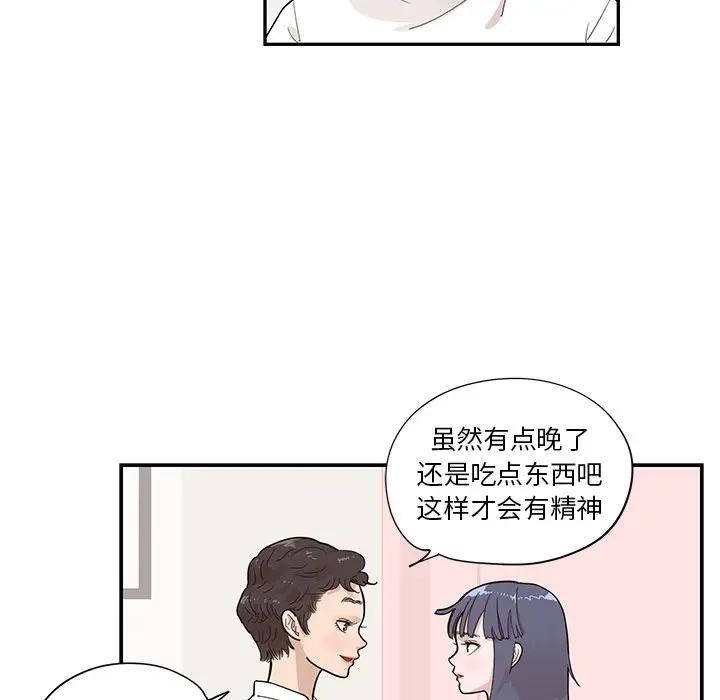 虽然有点晚了
还是吃点东西吧
这样才会有精神